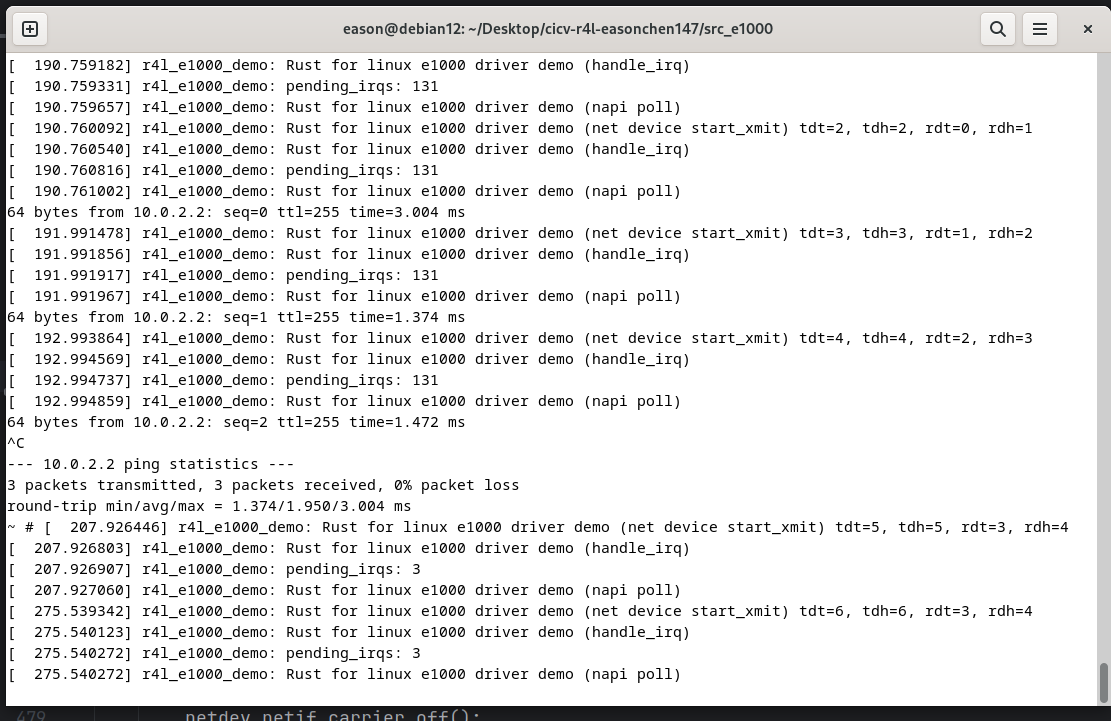 eason@debian12: ~/Desktop/cicv-r4l-easonchen147/src_e1000
[  190.759182] r4l_e1000_demo: Rust for linux e1000 driver demo (handle_irq)
[  190.759331] r4l_e1000_demo: pending_irqs: 131
[  190.759657] r4l_e1000_demo: Rust for linux e1000 driver demo (napi poll)
[  190.760092] r4l_e1000_demo: Rust for linux e1000 driver demo (net device start_xmit) tdt=2, tdh=2, rdt=0, rdh=1
[  190.760540] r4l_e1000_demo: Rust for linux e1000 driver demo (handle_irq)
[  190.760816] r4l_e1000_demo: pending_irqs: 131
[  190.761002] r4l_e1000_demo: Rust for linux e1000 driver demo (napi poll)
64 bytes from 10.0.2.2: seq=0 ttl=255 time=3.004 ms
[  191.991478] r4l_e1000_demo: Rust for linux e1000 driver demo (net device start_xmit) tdt=3, tdh=3, rdt=1, rdh=2
[  191.991856] r4l_e1000_demo: Rust for linux e1000 driver demo (handle_irq)
[  191.991917] r4l_e1000_demo: pending_irqs: 131
[  191.991967] r4l_e1000_demo: Rust for linux e1000 driver demo (napi poll)
64 bytes from 10.0.2.2: seq=1 ttl=255 time=1.374 ms
[  192.993864] r4l_e1000_demo: Rust for linux e1000 driver demo (net device start_xmit) tdt=4, tdh=4, rdt=2, rdh=3
[  192.994569] r4l_e1000_demo: Rust for linux e1000 driver demo (handle_irq)
[  192.994737] r4l_e1000_demo: pending_irqs: 131
[  192.994859] r4l_e1000_demo: Rust for linux e1000 driver demo (napi poll)
64 bytes from 10.0.2.2: seq=2 ttl=255 time=1.472 ms
^C
--- 10.0.2.2 ping statistics ---
3 packets transmitted, 3 packets received, 0% packet loss
round-trip min/avg/max = 1.374/1.950/3.004 ms
~ # [  207.926446] r4l_e1000_demo: Rust for linux e1000 driver demo (net device start_xmit) tdt=5, tdh=5, rdt=3, rdh=4
[  207.926803] r4l_e1000_demo: Rust for linux e1000 driver demo (handle_irq)
[  207.926907] r4l_e1000_demo: pending_irqs: 3
[  207.927060] r4l_e1000_demo: Rust for linux e1000 driver demo (napi poll)
[  275.539342] r4l_e1000_demo: Rust for linux e1000 driver demo (net device start_xmit) tdt=6, tdh=6, rdt=3, rdh=4
[  275.540123] r4l_e1000_demo: Rust for linux e1000 driver demo (handle_irq)
[  275.540272] r4l_e1000_demo: pending_irqs: 3
[  275.540272] r4l_e1000_demo: Rust for linux e1000 driver demo (napi poll)
479 netdev.netif_carrier_off();